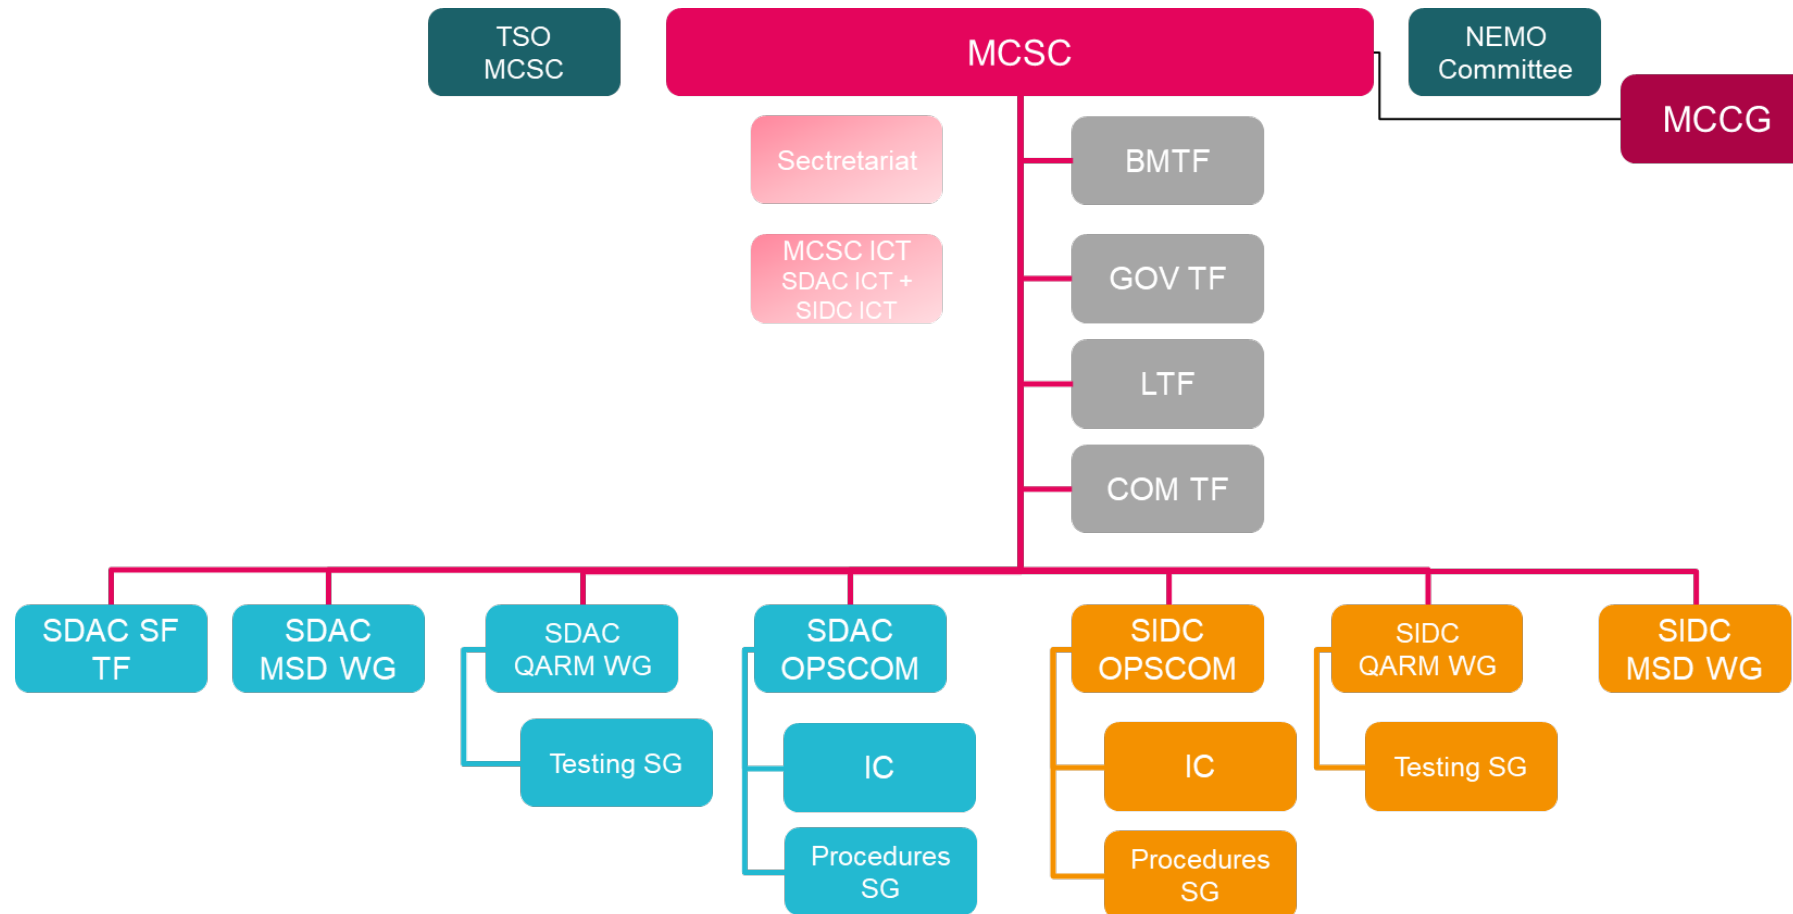 TSO
MCSC
MCSC
NEMO
Committee
MCCG
Sectretariat
BMTF
MCSC ICT
SDAC ICT +
SIDC ICT
GOV TF
LTF
COM TF
SDAC SF
TF
SDAC
MSD WG
SDAC
QARM WG
SDAC
OPSCOM
SIDC
OPSCOM
SIDC
QARM WG
SIDC
MSD WG
Testing SG
IC
IC
Testing SG
Procedures
SG
Procedures
SG